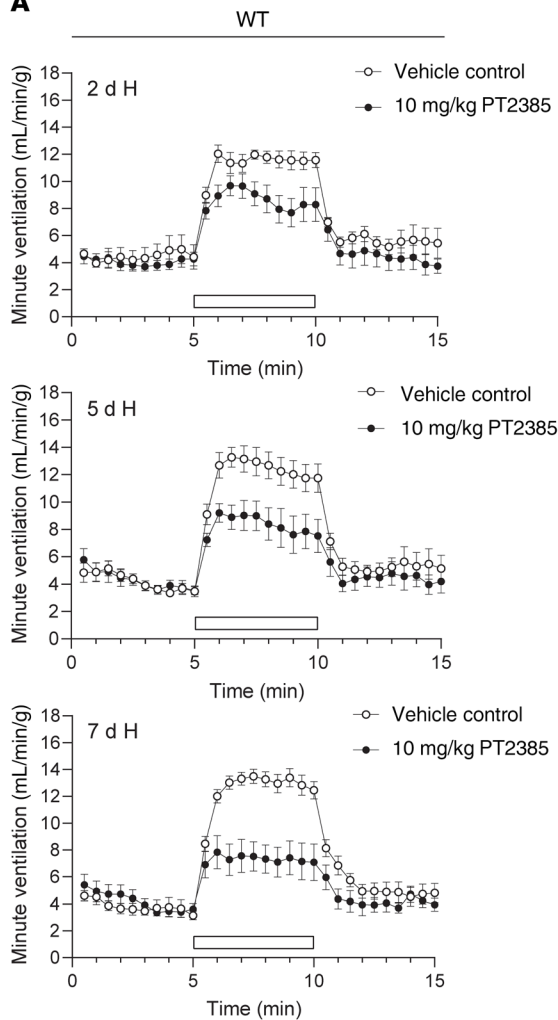 A
WT
2 d H
Vehicle control
10 mg/kg PT2385
Minute ventilation (mL/min/g)
18
16
14
12
10
8
6
4
2
0
0 5 10 15
Time (min)
5 d H
Vehicle control
10 mg/kg PT2385
Minute ventilation (mL/min/g)
18
16
14
12
10
8
6
4
2
0
0 5 10 15
Time (min)
7 d H
Vehicle control
10 mg/kg PT2385
Minute ventilation (mL/min/g)
18
16
14
12
10
8
6
4
2
0
0 5 10 15
Time (min)